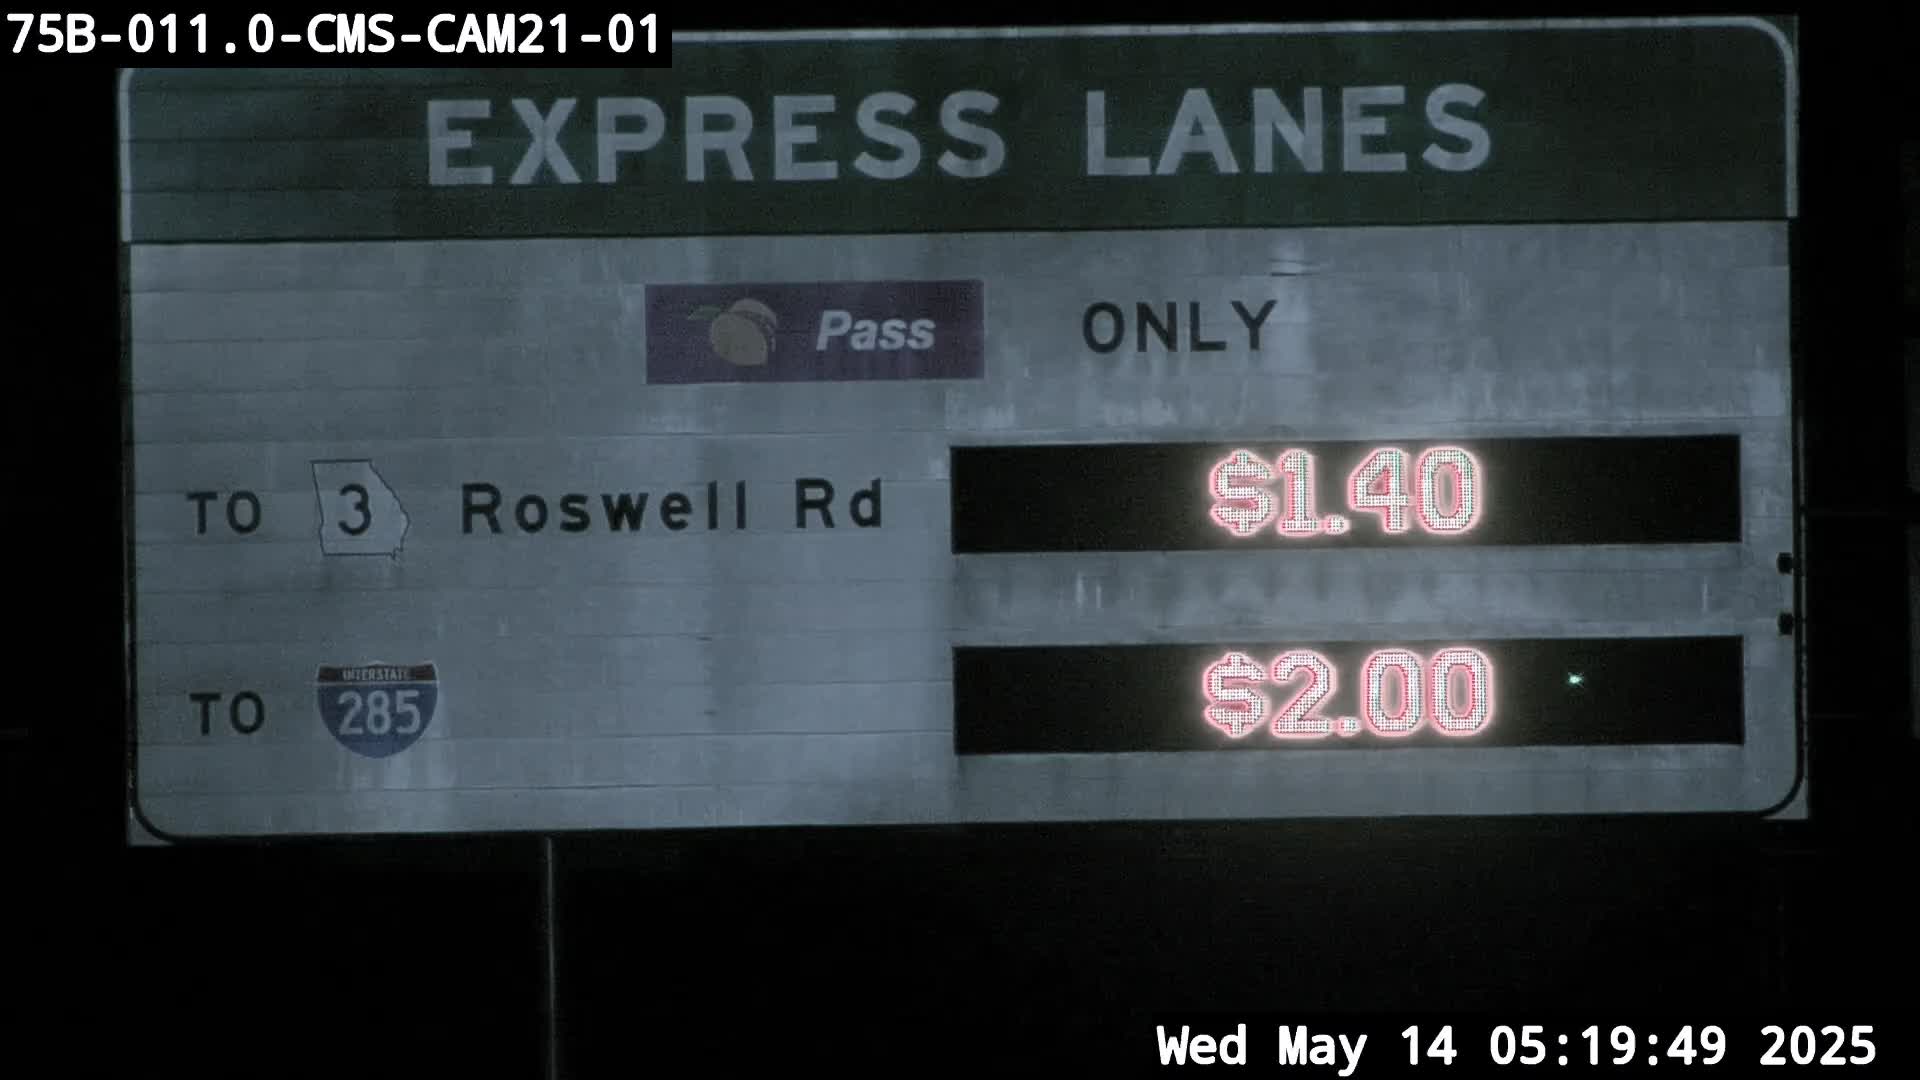 75B-011.0-CMS-CAM21-01
EXPRESS LANES
Pass ONLY
TO 3 Roswell Rd $1.40
TO INTERSTATE 285 $2.00
Wed May 14 05:19:49 2025